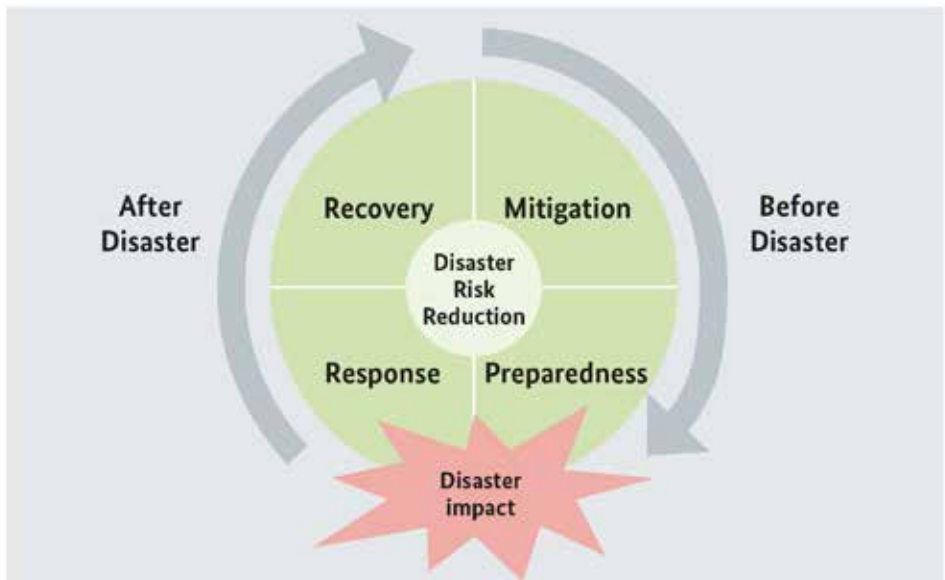 After
Disaster
Recovery
Mitigation
Before
Disaster
Disaster
Risk
Reduction
Response
Preparedness
Disaster
impact